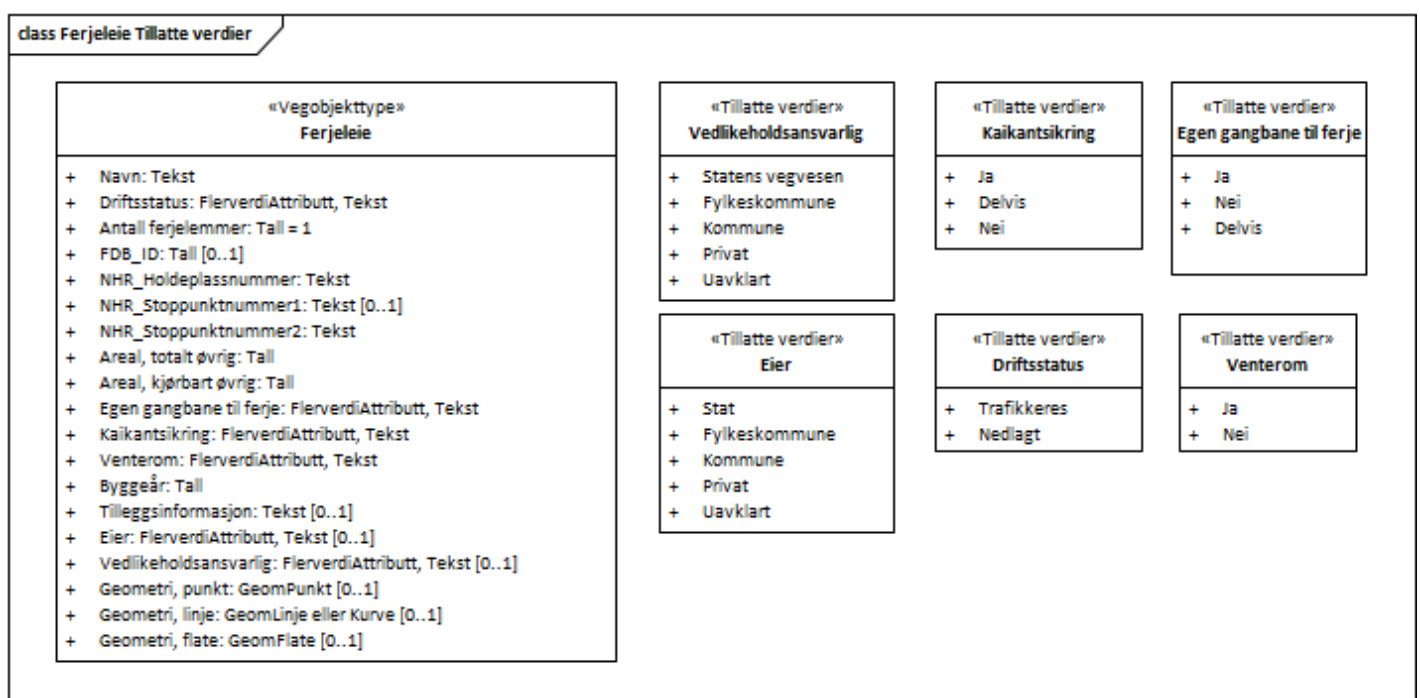 class Ferjeleie Tillatte verdier
«Vegobjekttype»
Ferjeleie
+ Navn: Tekst
+ Driftsstatus: FlerverdiAttributt, Tekst
+ Antall ferjelemmer: Tall = 1
+ FDB_ID: Tall [0..1]
+ NHR_Holdeplassnummer: Tekst
+ NHR_Stoppunktnummer1: Tekst [0..1]
+ NHR_Stoppunktnummer2: Tekst
+ Areal, totalt øvrig: Tall
+ Areal, kjørbart øvrig: Tall
+ Egen gangbane til ferje: FlerverdiAttributt, Tekst
+ Kaikantsikring: FlerverdiAttributt, Tekst
+ Venterom: FlerverdiAttributt, Tekst
+ Byggeår: Tall
+ Tilleggsinformasjon: Tekst [0..1]
+ Eier: FlerverdiAttributt, Tekst [0..1]
+ Vedlikeholdsansvarlig: FlerverdiAttributt, Tekst [0..1]
+ Geometri, punkt: GeomPunkt [0..1]
+ Geometri, linje: GeomLinje eller Kurve [0..1]
+ Geometri, flate: GeomFlate [0..1]
«Tillatte verdier»
Vedlikeholdsansvarlig
+ Statens vegvesen
+ Fylkeskommune
+ Kommune
+ Privat
+ Uavklart
«Tillatte verdier»
Kaikantsikring
+ Ja
+ Delvis
+ Nei
«Tillatte verdier»
Egen gangbane til ferje
+ Ja
+ Nei
+ Delvis
«Tillatte verdier»
Eier
+ Stat
+ Fylkeskommune
+ Kommune
+ Privat
+ Uavklart
«Tillatte verdier»
Driftsstatus
+ Trafikkeres
+ Nedlagt
«Tillatte verdier»
Venterom
+ Ja
+ Nei